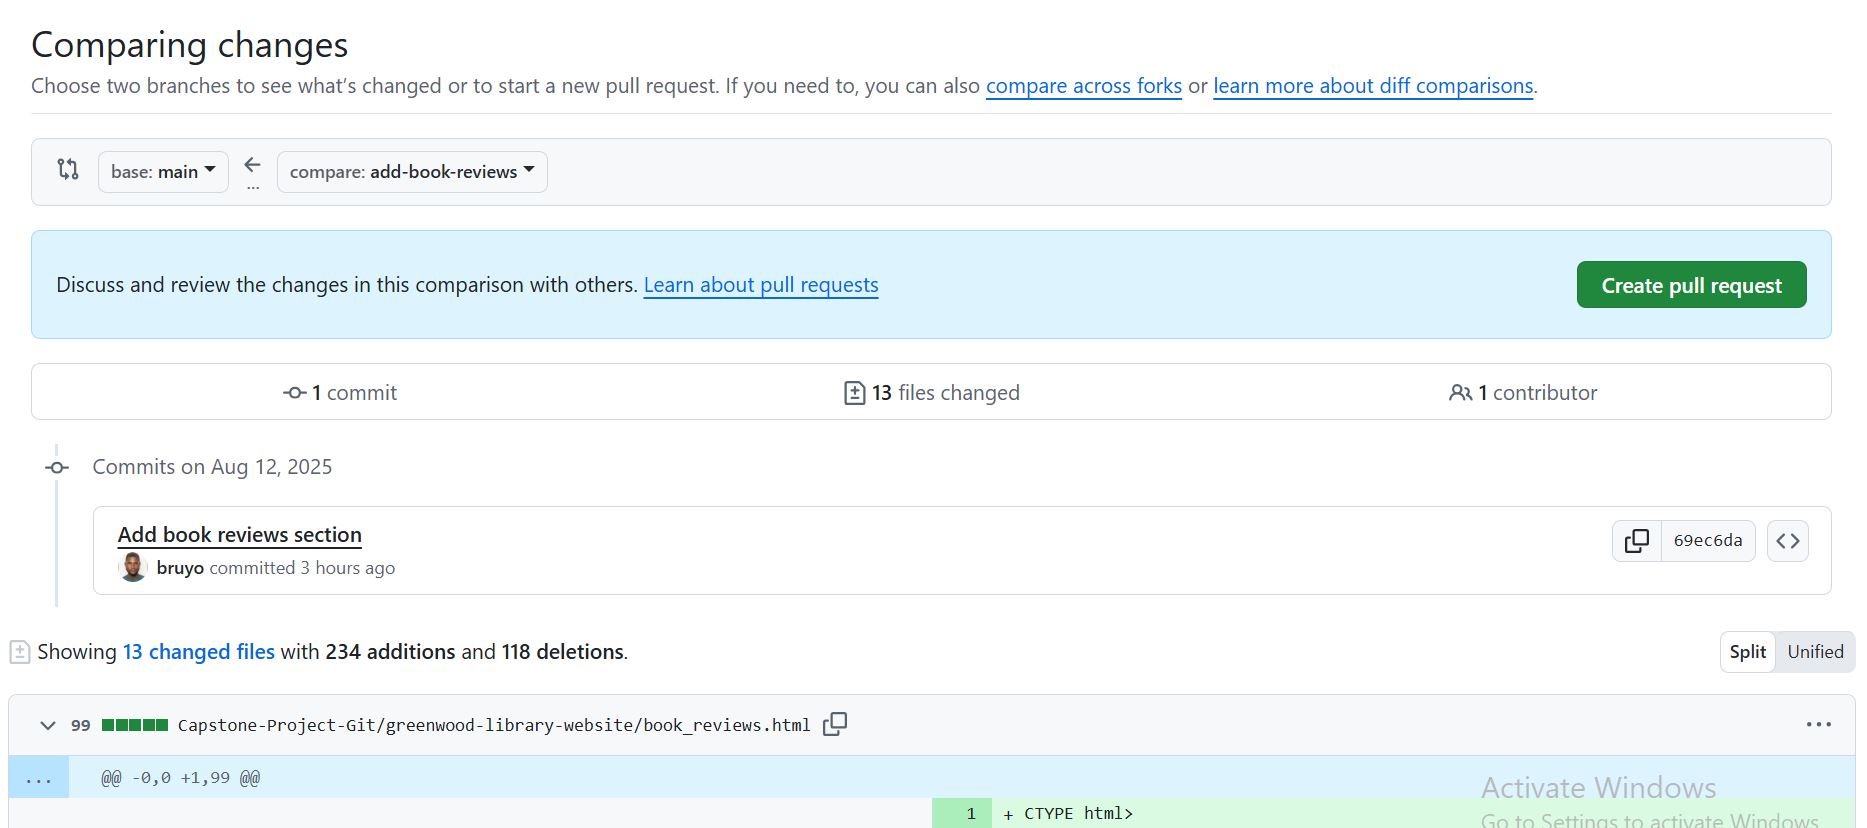 Comparing changes
Choose two branches to see what's changed or to start a new pull request. If you need to, you can also compare across forks or learn more about diff comparisons.
base: main ← ... compare: add-book-reviews
Discuss and review the changes in this comparison with others. Learn about pull requests Create pull request
1 commit 13 files changed 1 contributor
Commits on Aug 12, 2025
Add book reviews section
bruyo committed 3 hours ago 69ec6da <>
Showing 13 changed files with 234 additions and 118 deletions. Split Unified
99 Capstone-Project-Git/greenwood-library-website/book_reviews.html ...
... @@ -0,0 +1,99 @@
Activate Windows
1 + CTYPE html>
Go to Settings to activate Windows.